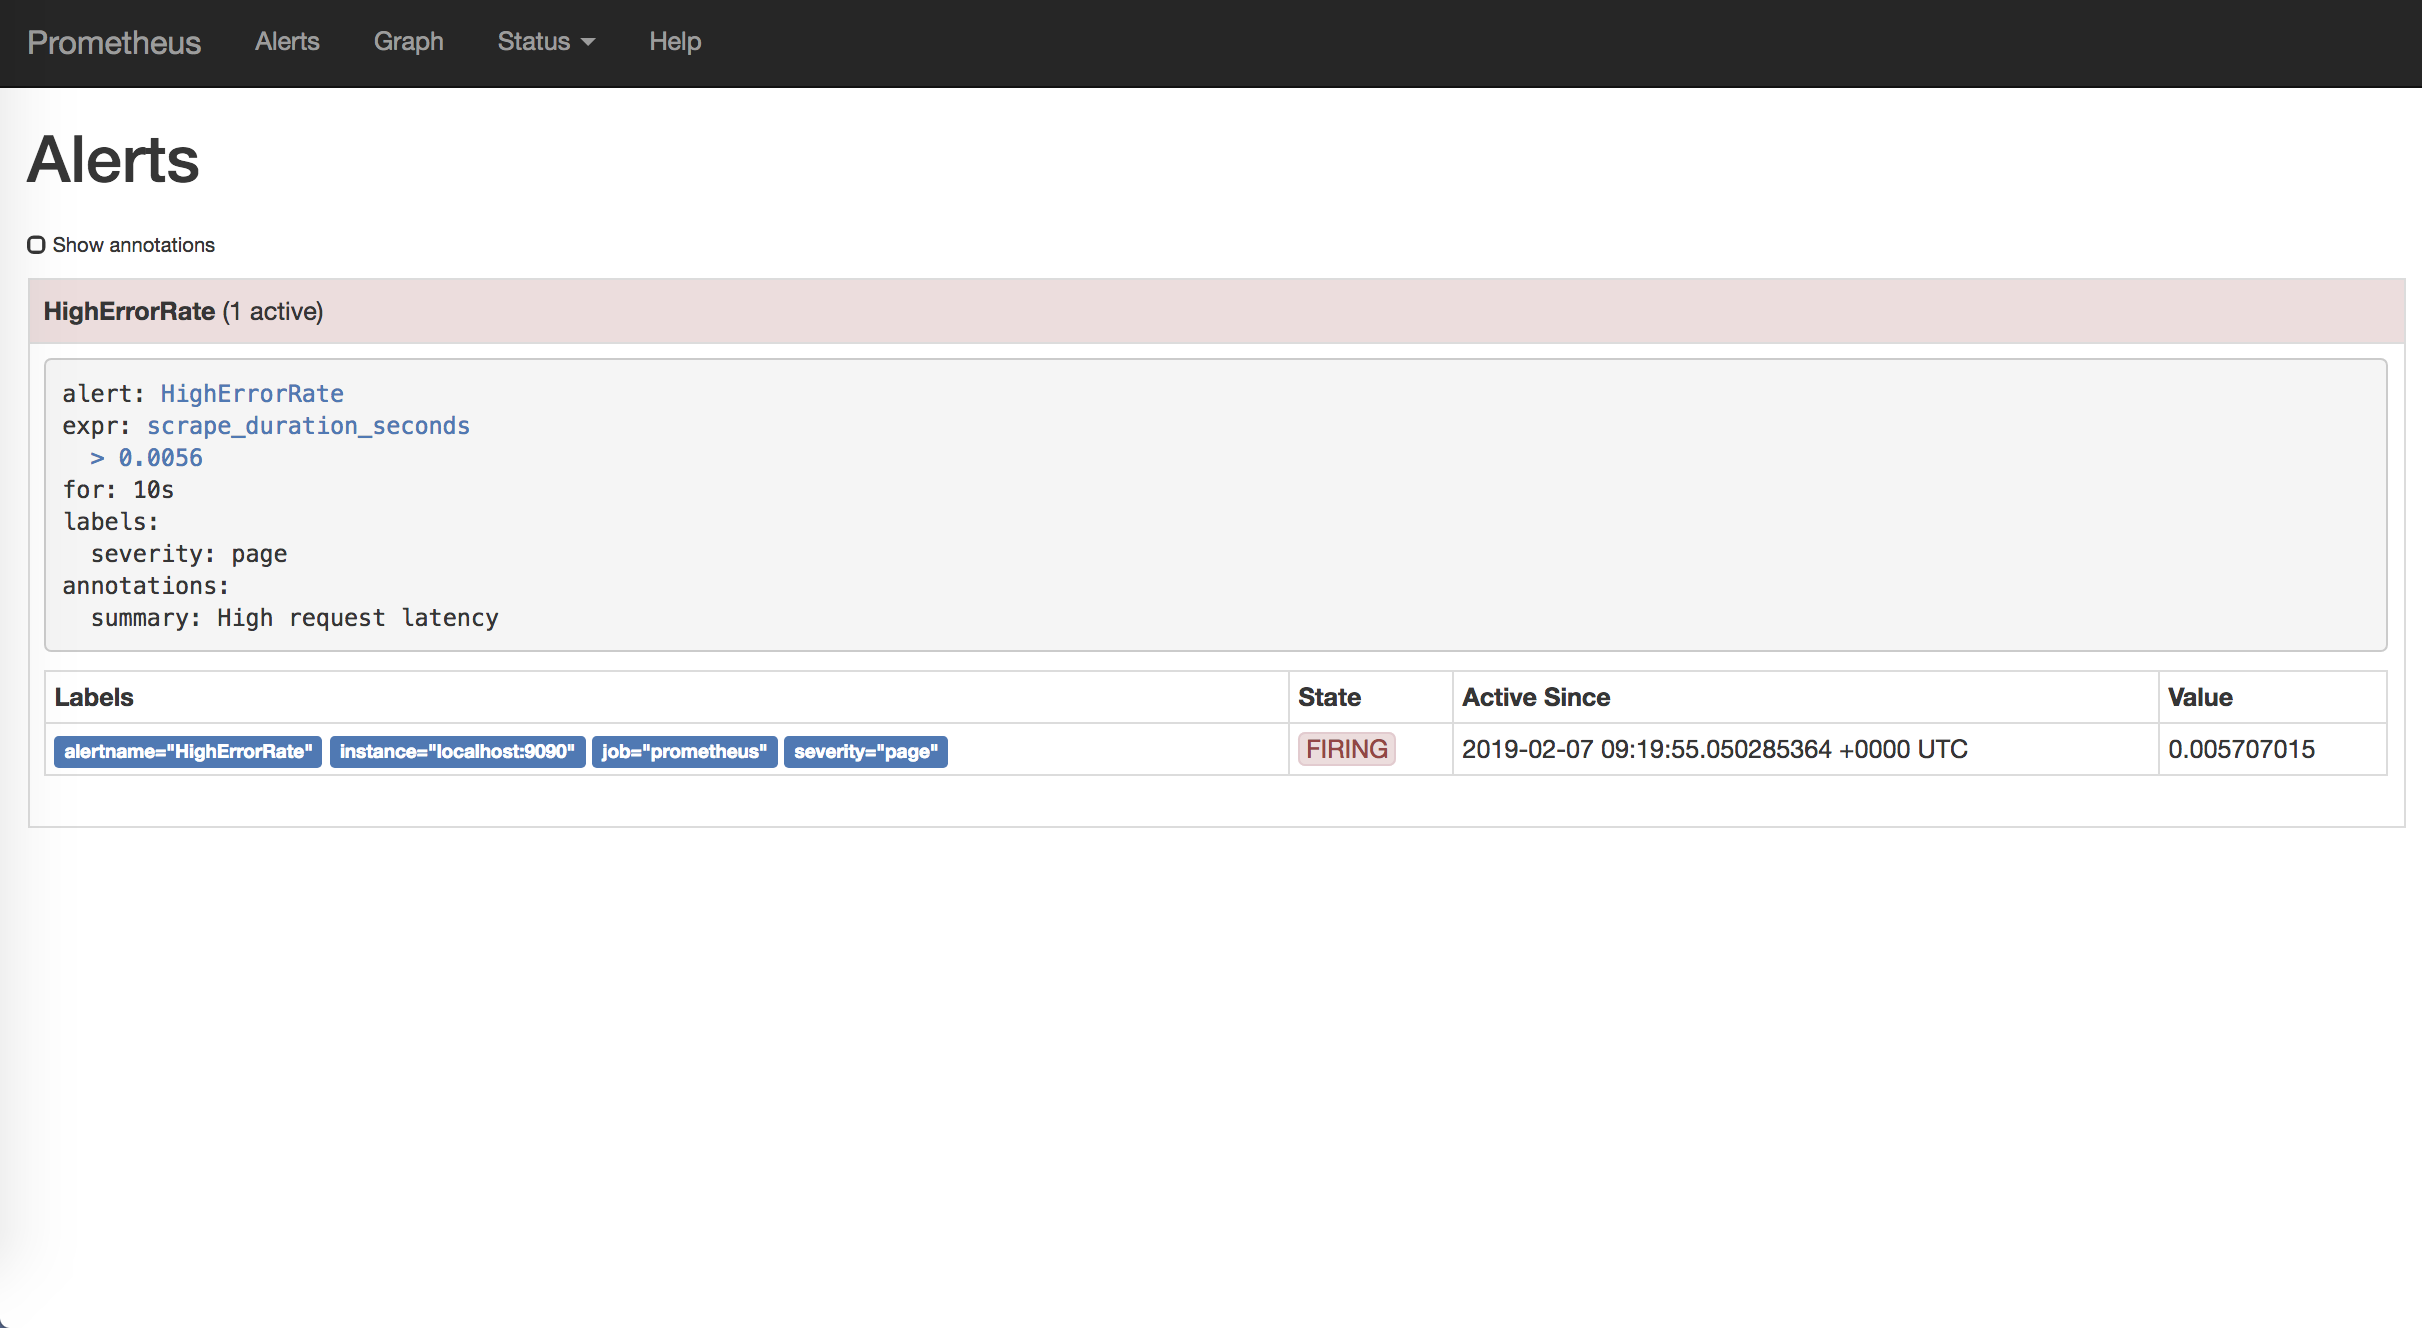 Prometheus Alerts Graph Status Help
Alerts
Show annotations
HighErrorRate (1 active)
alert: HighErrorRate
expr: scrape_duration_seconds
  > 0.0056
for: 10s
labels:
  severity: page
annotations:
  summary: High request latency
Labels State Active Since Value
alertname="HighErrorRate" instance="localhost:9090" job="prometheus" severity="page" FIRING 2019-02-07 09:19:55.050285364 +0000 UTC 0.005707015